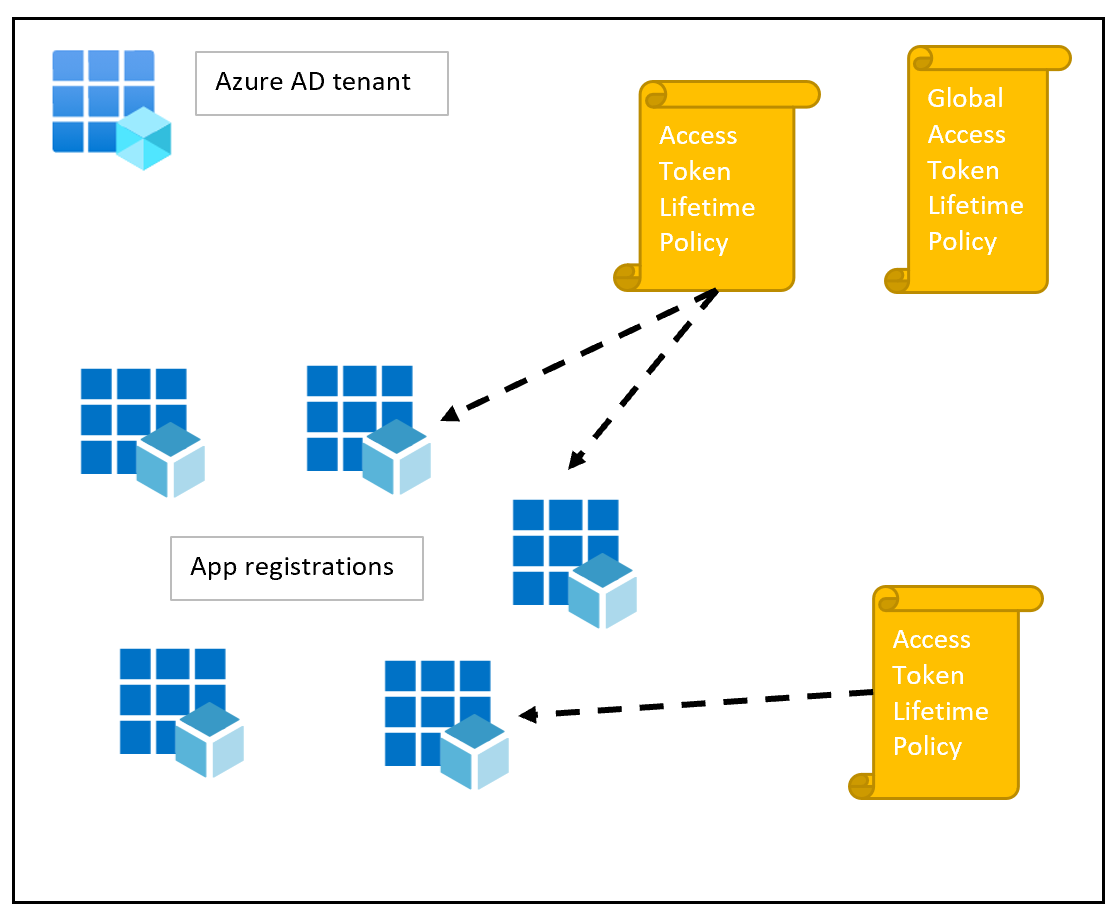 Azure AD tenant
Access
Token
Lifetime
Policy
Global
Access
Token
Lifetime
Policy
App registrations
Access
Token
Lifetime
Policy